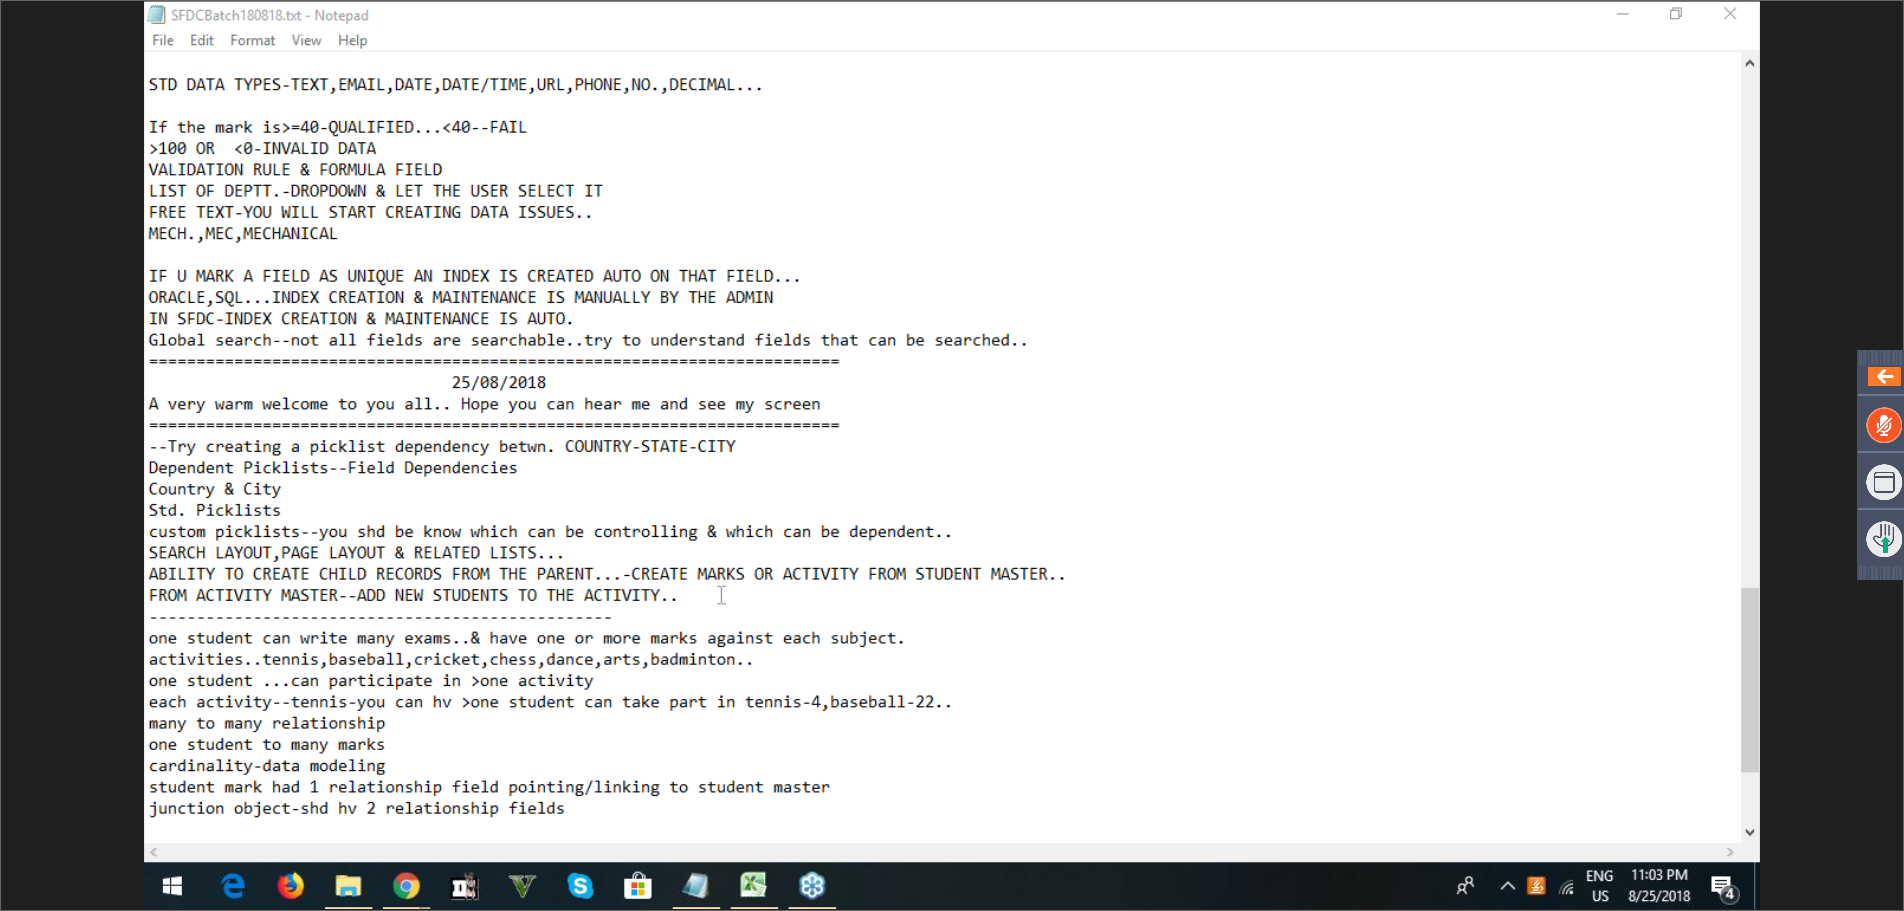 SFDCBatch180818.txt - Notepad
File Edit Format View Help
STD DATA TYPES-TEXT,EMAIL,DATE,DATE/TIME,URL,PHONE,NO.,DECIMAL...
If the mark is>=40-QUALIFIED...<40--FAIL
>100 OR  <0-INVALID DATA
VALIDATION RULE & FORMULA FIELD
LIST OF DEPTT.-DROPDOWN & LET THE USER SELECT IT
FREE TEXT-YOU WILL START CREATING DATA ISSUES..
MECH.,MEC,MECHANICAL
IF U MARK A FIELD AS UNIQUE AN INDEX IS CREATED AUTO ON THAT FIELD...
ORACLE,SQL...INDEX CREATION & MAINTENANCE IS MANUALLY BY THE ADMIN
IN SFDC-INDEX CREATION & MAINTENANCE IS AUTO.
Global search--not all fields are searchable..try to understand fields that can be searched..
=========================================================================
25/08/2018
A very warm welcome to you all.. Hope you can hear me and see my screen
=========================================================================
--Try creating a picklist dependency betwn. COUNTRY-STATE-CITY
Dependent Picklists--Field Dependencies
Country & City
Std. Picklists
custom picklists--you shd be know which can be controlling & which can be dependent..
SEARCH LAYOUT,PAGE LAYOUT & RELATED LISTS...
ABILITY TO CREATE CHILD RECORDS FROM THE PARENT...-CREATE MARKS OR ACTIVITY FROM STUDENT MASTER..
FROM ACTIVITY MASTER--ADD NEW STUDENTS TO THE ACTIVITY..
-------------------------------------------------
one student can write many exams..& have one or more marks against each subject.
activities..tennis,baseball,cricket,chess,dance,arts,badminton..
one student ...can participate in >one activity
each activity--tennis-you can hv >one student can take part in tennis-4,baseball-22..
many to many relationship
one student to many marks
cardinality-data modeling
student mark had 1 relationship field pointing/linking to student master
junction object-shd hv 2 relationship fields
ENG
US
11:03 PM
8/25/2018
4